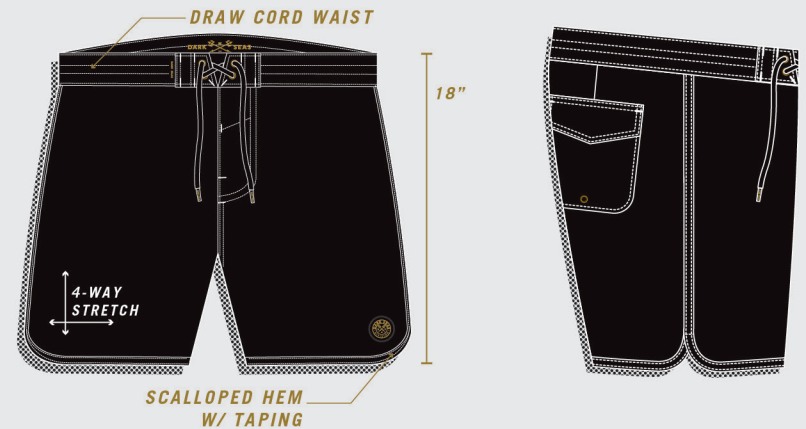 DRAW CORD WAIST
DARK SEAS
18"
4-WAY
STRETCH
SCALLOPED HEM
W/ TAPING